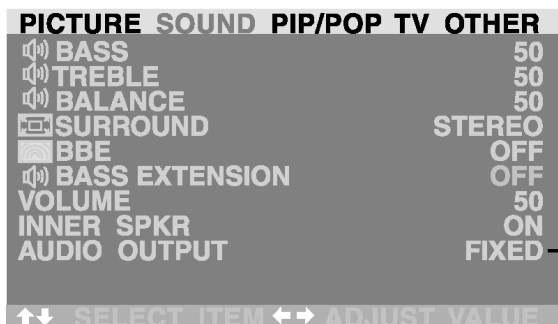 PICTURE SOUND PIP/POP TV OTHER
BASS 50
TREBLE 50
BALANCE 50
SURROUND STEREO
BBE OFF
BASS EXTENSION OFF
VOLUME 50
INNER SPKR ON
AUDIO OUTPUT FIXED
SELECT ITEM ADJUST VALUE